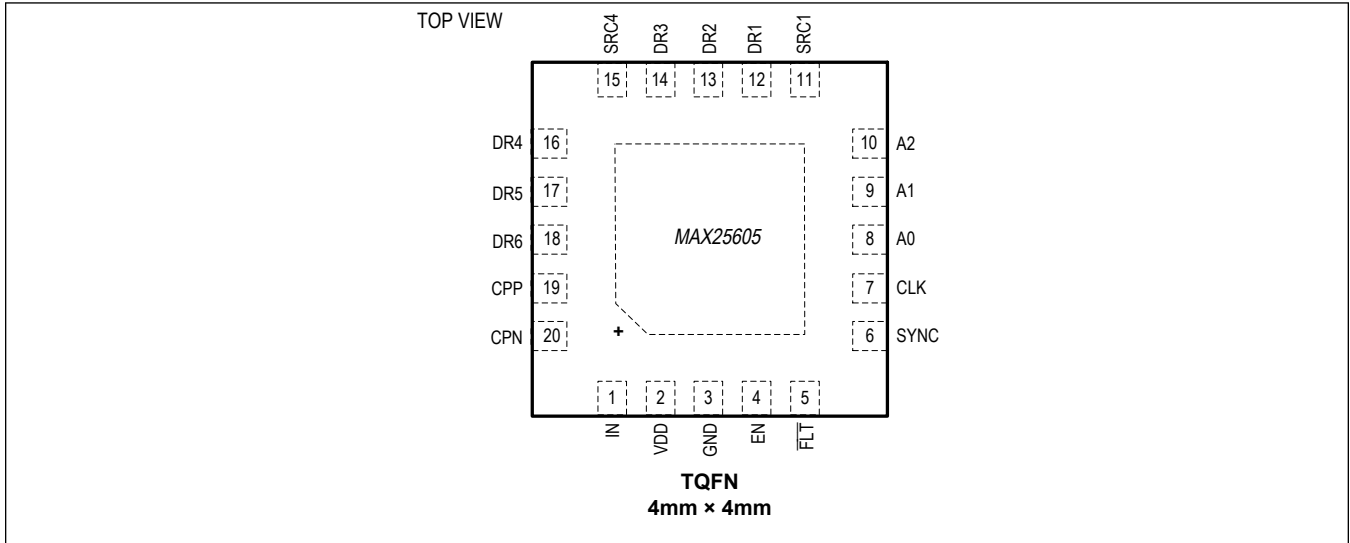 TOP VIEW
SRC4 DR3 DR2 DR1 SRC1
15 14 13 12 11
DR4 16 10 A2
DR5 17 9 A1
DR6 18 MAX25605 8 A0
CPP 19 7 CLK
CPN 20 + 6 SYNC
1 2 3 4 5
IN VDD GND EN FLT
TQFN
4mm × 4mm